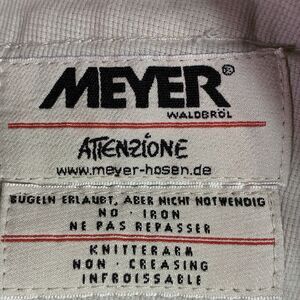 MEYER®
WALDBRÖL
ATTENZIONE
www.meyer-hosen.de
BÜGELN ERLAUBT, ABER NICHT NOTWENDIG
NO - IRON
NE PAS REPASSER
KNITTERARM
NON - CREASING
INFROISSABLE